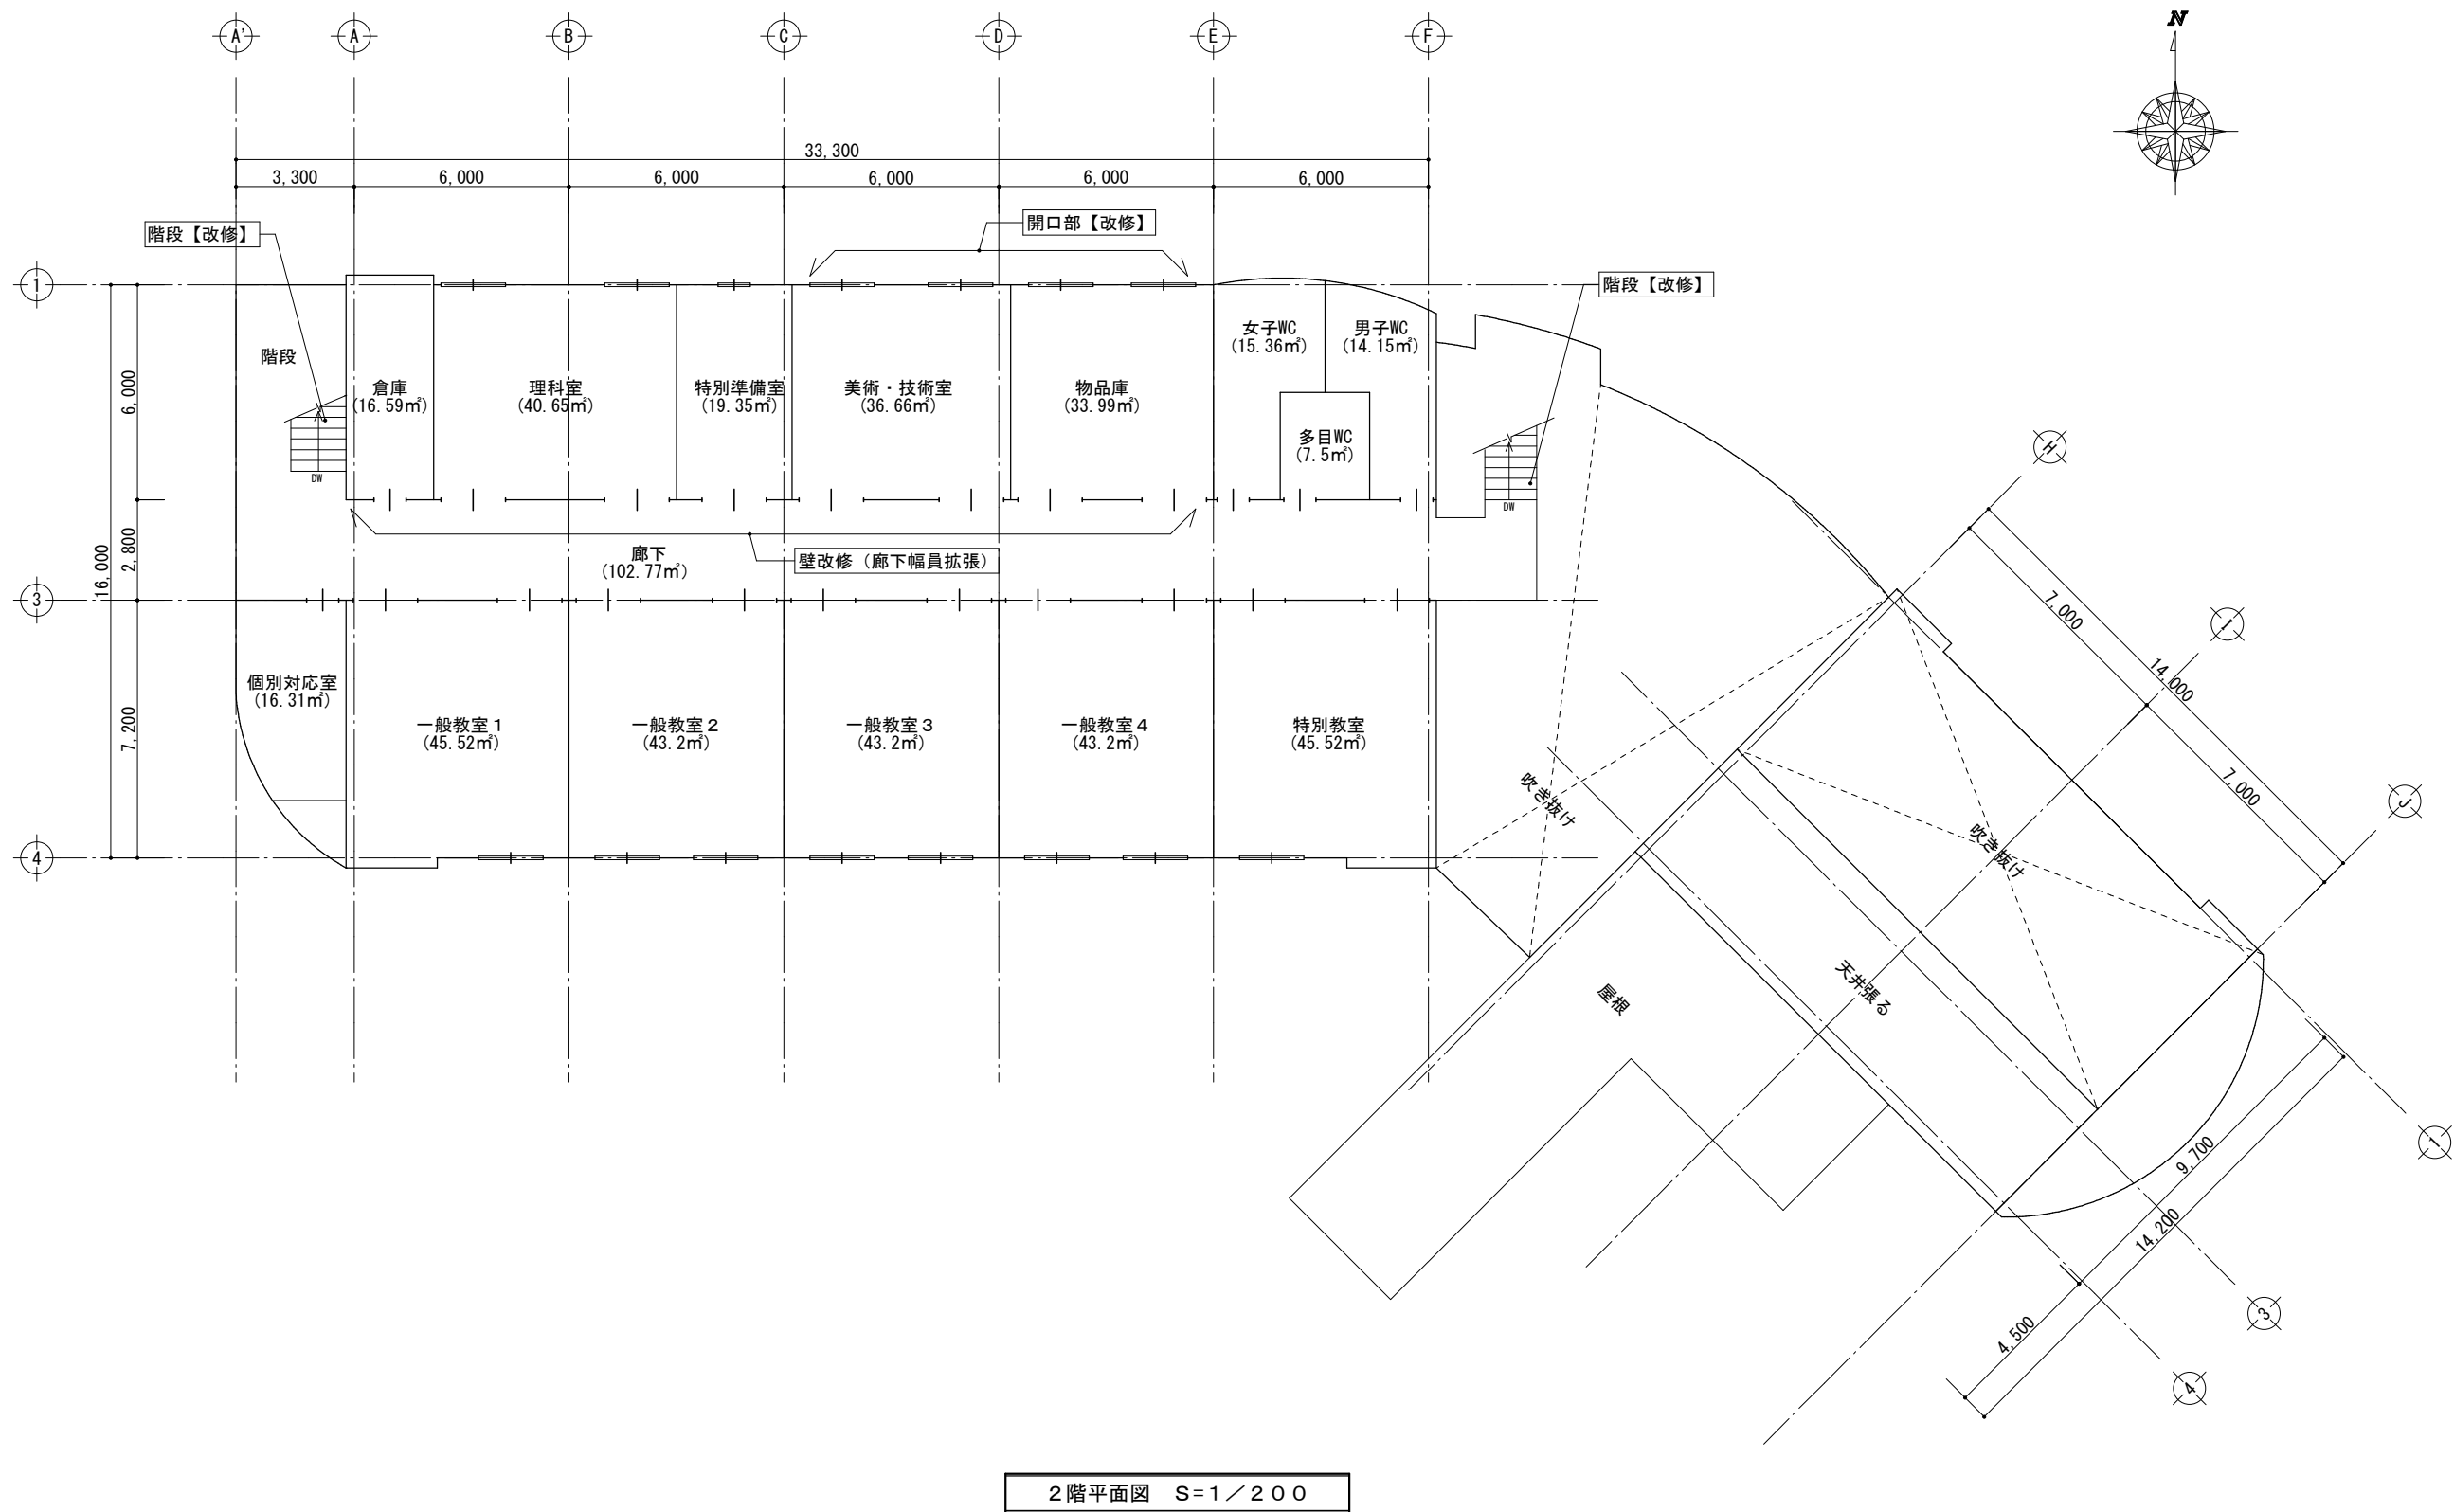 N
A' A B C D E F
33,300
3,300 6,000 6,000 6,000 6,000 6,000
階段【改修】
開口部【改修】
階段【改修】
1
3
4
16,000
6,000
2,800
7,200
階段
DW
倉庫
(16.59㎡)
理科室
(40.65㎡)
特別準備室
(19.35㎡)
美術・技術室
(36.66㎡)
物品庫
(33.99㎡)
女子WC
(15.36㎡)
男子WC
(14.15㎡)
多目WC
(7.5㎡)
DW
廊下
(102.77㎡)
壁改修（廊下幅員拡張）
個別対応室
(16.31㎡)
一般教室１
(45.52㎡)
一般教室２
(43.2㎡)
一般教室３
(43.2㎡)
一般教室４
(43.2㎡)
特別教室
(45.52㎡)
吹き抜け
吹き抜け
天井張る
屋根
H
I
J
7,000
7,000
14,000
1
3
4
9,700
4,500
14,200
２階平面図　S=１／２００